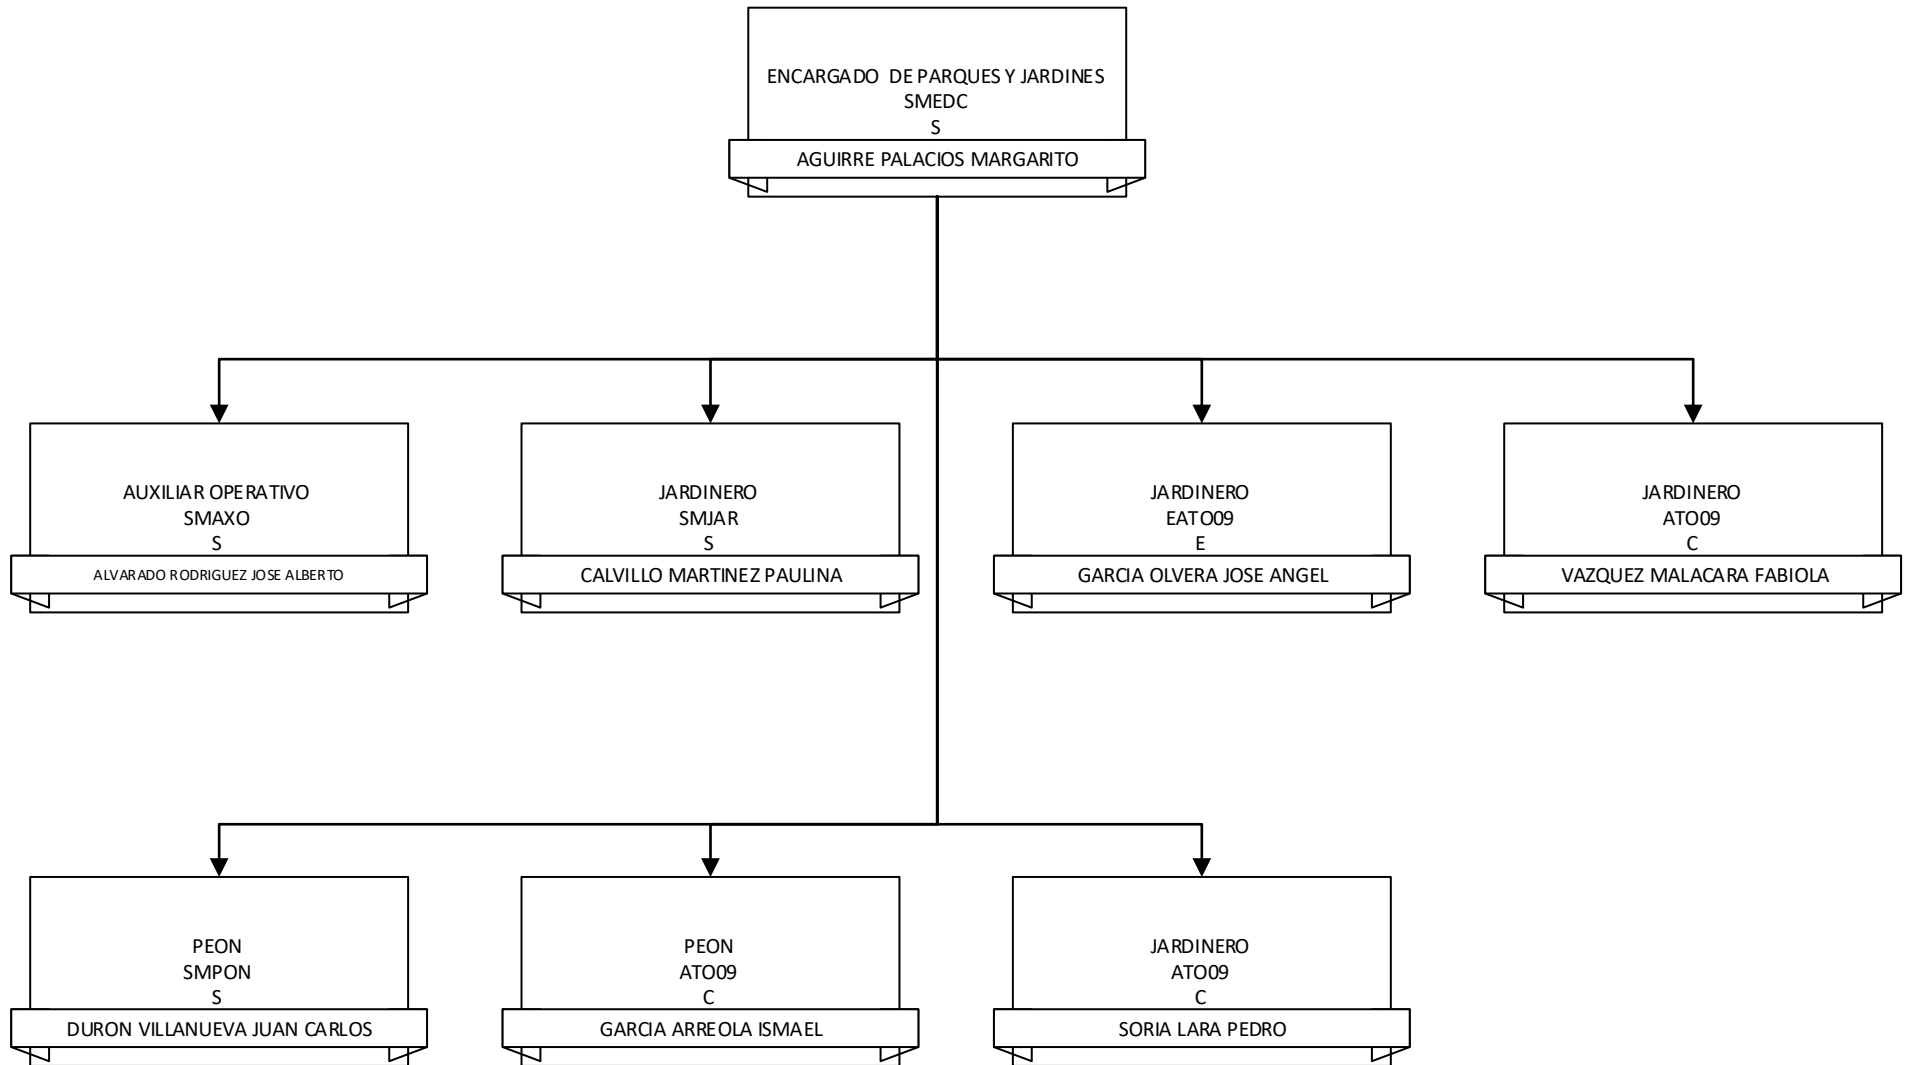 ENCARGADO DE PARQUES Y JARDINES
SMEDC
S
AGUIRRE PALACIOS MARGARITO
AUXILIAR OPERATIVO
SMAXO
S
ALVARADO RODRIGUEZ JOSE ALBERTO
JARDINERO
SMJAR
S
CALVILLO MARTINEZ PAULINA
JARDINERO
EATO09
E
GARCIA OLVERA JOSE ANGEL
JARDINERO
ATO09
C
VAZQUEZ MALACARA FABIOLA
PEON
SMPON
S
DURON VILLANUEVA JUAN CARLOS
PEON
ATO09
C
GARCIA ARREOLA ISMAEL
JARDINERO
ATO09
C
SORIA LARA PEDRO